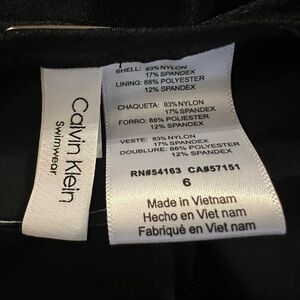 Calvin Klein
Swimwear
SHELL: 83% NYLON
17% SPANDEX
LINING: 88% POLYESTER
12% SPANDEX
CHAQUETA: 83% NYLON
17% SPANDEX
FORRO: 88% POLYESTER
12% SPANDEX
VESTE: 83% NYLON
17% SPANDEX
DOUBLURE: 88% POLYESTER
12% SPANDEX
RN#54163 CA#57151
6
Made in Vietnam
Hecho en Viet nam
Fabriqué en Viet nam